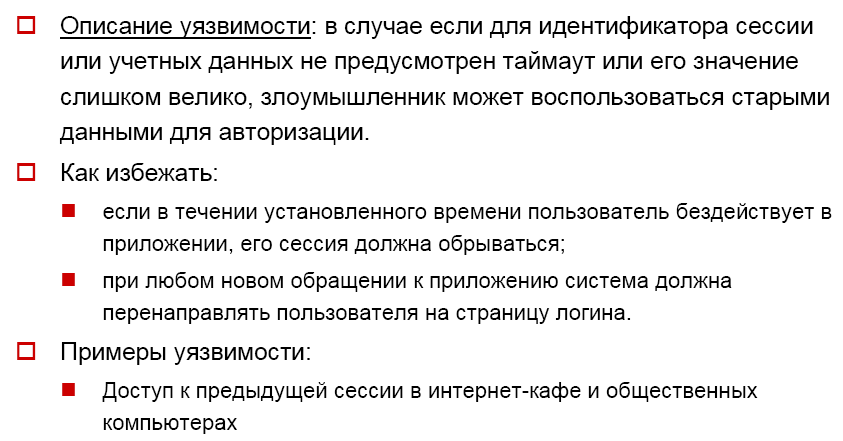 Описание уязвимости: в случае если для идентификатора сессии
или учетных данных не предусмотрен таймаут или его значение
слишком велико, злоумышленник может воспользоваться старыми
данными для авторизации.
Как избежать:
если в течении установленного времени пользователь бездействует в
приложении, его сессия должна обрываться;
при любом новом обращении к приложению система должна
перенаправлять пользователя на страницу логина.
Примеры уязвимости:
Доступ к предыдущей сессии в интернет-кафе и общественных
компьютерах